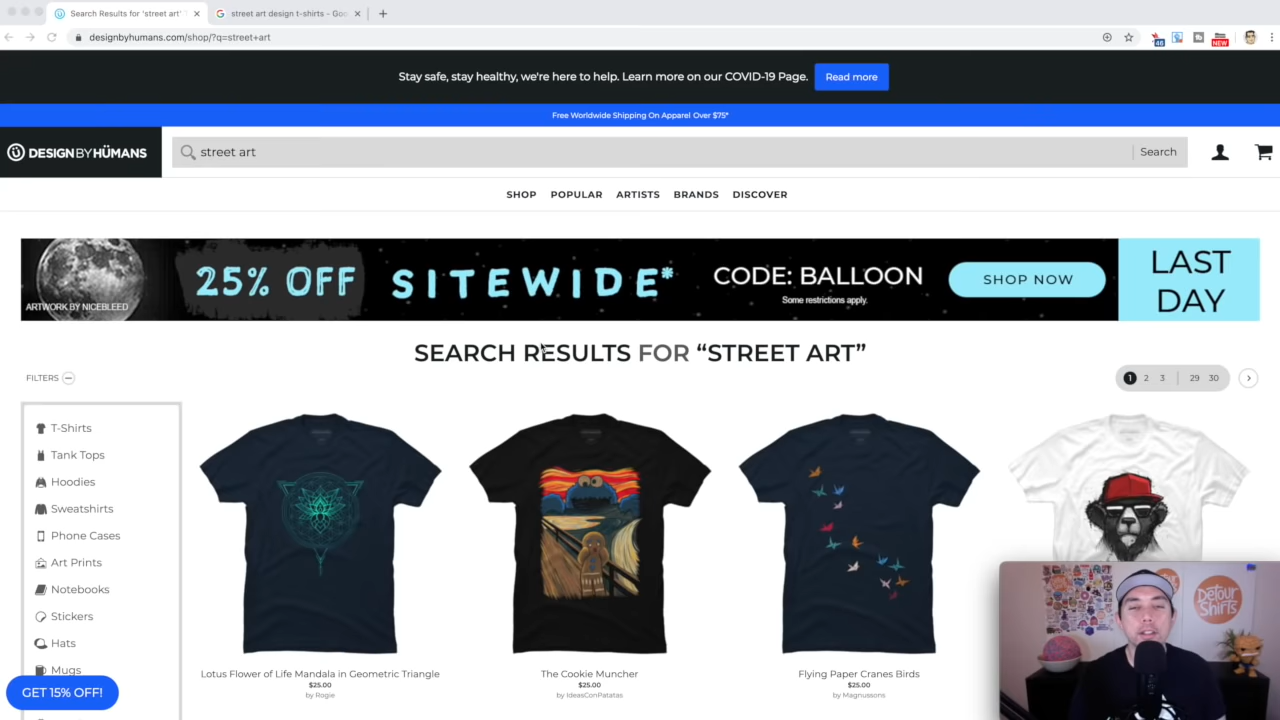 Search Results for 'street art'
street art design t-shirts - Goo
designbyhumans.com/shop/?q=street+art
46
NEW
Stay safe, stay healthy, we're here to help. Learn more on our COVID-19 Page.
Read more
Free Worldwide Shipping On Apparel Over $75*
DESIGNBYHÜMANS
street art
Search
SHOP
POPULAR
ARTISTS
BRANDS
DISCOVER
ARTWORK BY NICEBLEED
25% OFF
SITEWIDE*
CODE: BALLOON
Some restrictions apply.
SHOP NOW
LAST
DAY
SEARCH RESULTS FOR “STREET ART”
FILTERS
1 2 3 29 30
T-Shirts
Tank Tops
Hoodies
Sweatshirts
Phone Cases
Art Prints
Notebooks
Stickers
Hats
Mugs
GET 15% OFF!
Lotus Flower of Life Mandala in Geometric Triangle
$25.00
by Rogie
The Cookie Muncher
$25.00
by IdeasConPatatas
Flying Paper Cranes Birds
$25.00
by Magnussons
DeTour
Shifts